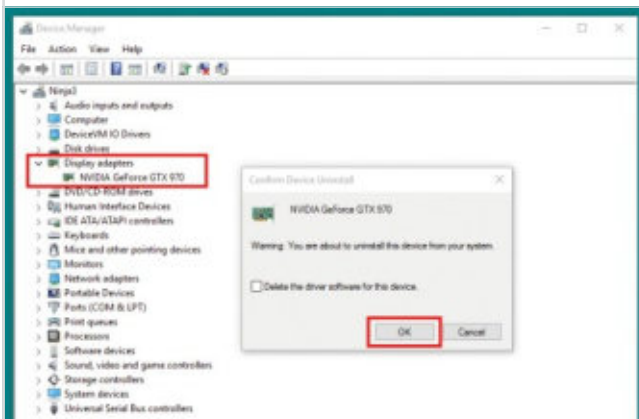 Device Manager
File Action View Help
Ninja3
Audio inputs and outputs
Computer
DeviceVM IO Drivers
Disk drives
Display adapters
NVIDIA GeForce GTX 970
DVD/CD-ROM drives
Human Interface Devices
IDE ATA/ATAPI controllers
Keyboards
Mice and other pointing devices
Monitors
Network adapters
Portable Devices
Ports (COM & LPT)
Print queues
Processors
Software devices
Sound, video and game controllers
Storage controllers
System devices
Universal Serial Bus controllers
Confirm Device Uninstall
NVIDIA GeForce GTX 970
Warning: You are about to uninstall this device from your system.
Delete the driver software for this device.
OK Cancel